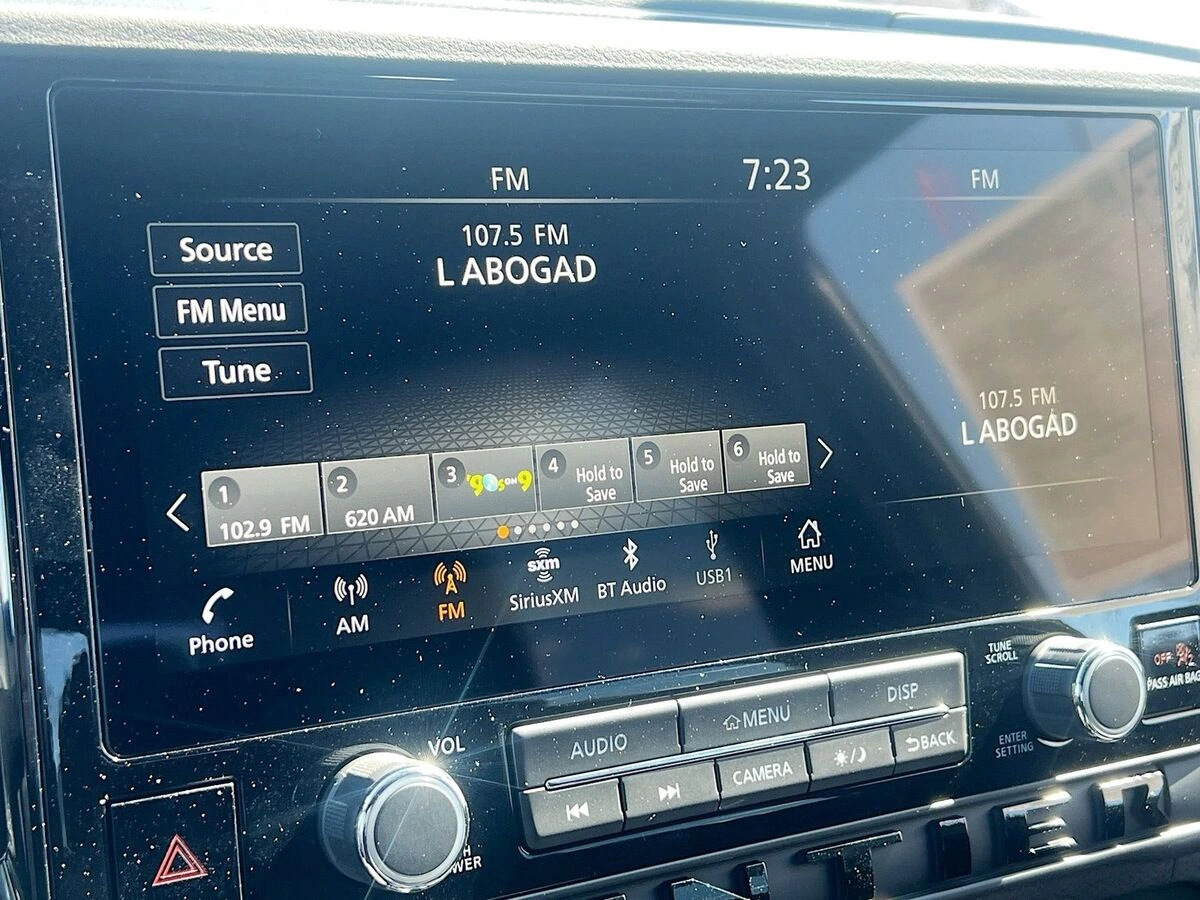 FM
7:23
FM
Source
107.5 FM
L ABOGAD
FM Menu
Tune
107.5 FM
L ABOGAD
1
102.9 FM
2
620 AM
3
90s ON 9
4
Hold to
Save
5
Hold to
Save
6
Hold to
Save
Phone
AM
FM
sxm
SiriusXM
BT Audio
USB1
MENU
TUNE
SCROLL
OFF
PASS AIR BAG
VOL
AUDIO
MENU
DISP
ENTER
SETTING
CAMERA
BACK